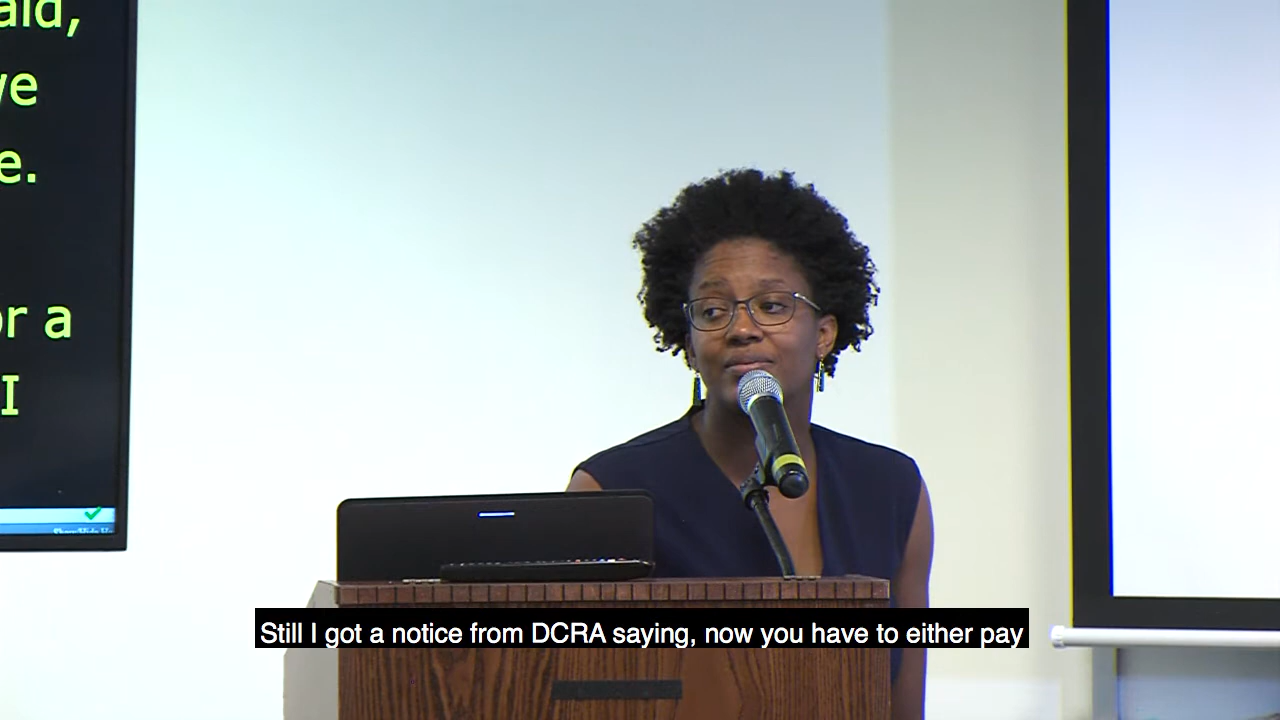 aid,
ve
e.
or a
I
Still I got a notice from DCRA saying, now you have to either pay